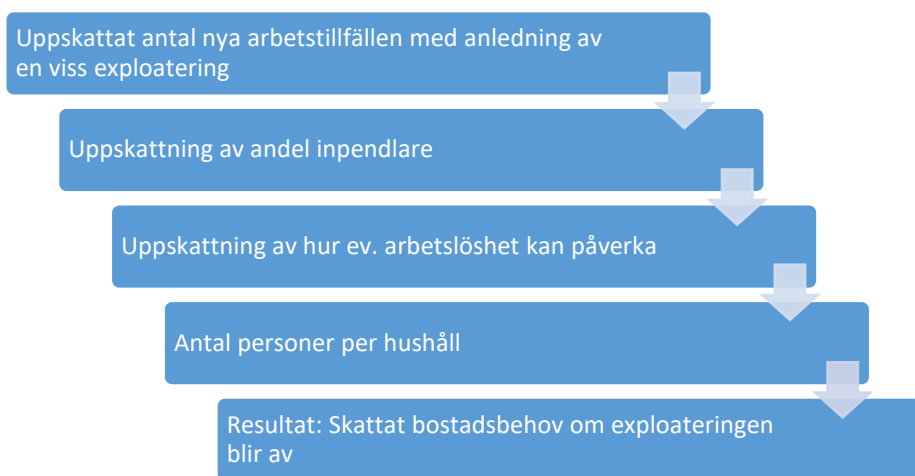 Uppskattat antal nya arbetstillfällen med anledning av
en viss exploatering
Uppskattning av andel inpendlare
Uppskattning av hur ev. arbetslöshet kan påverka
Antal personer per hushåll
Resultat: Skattat bostadsbehov om exploateringen
blir av